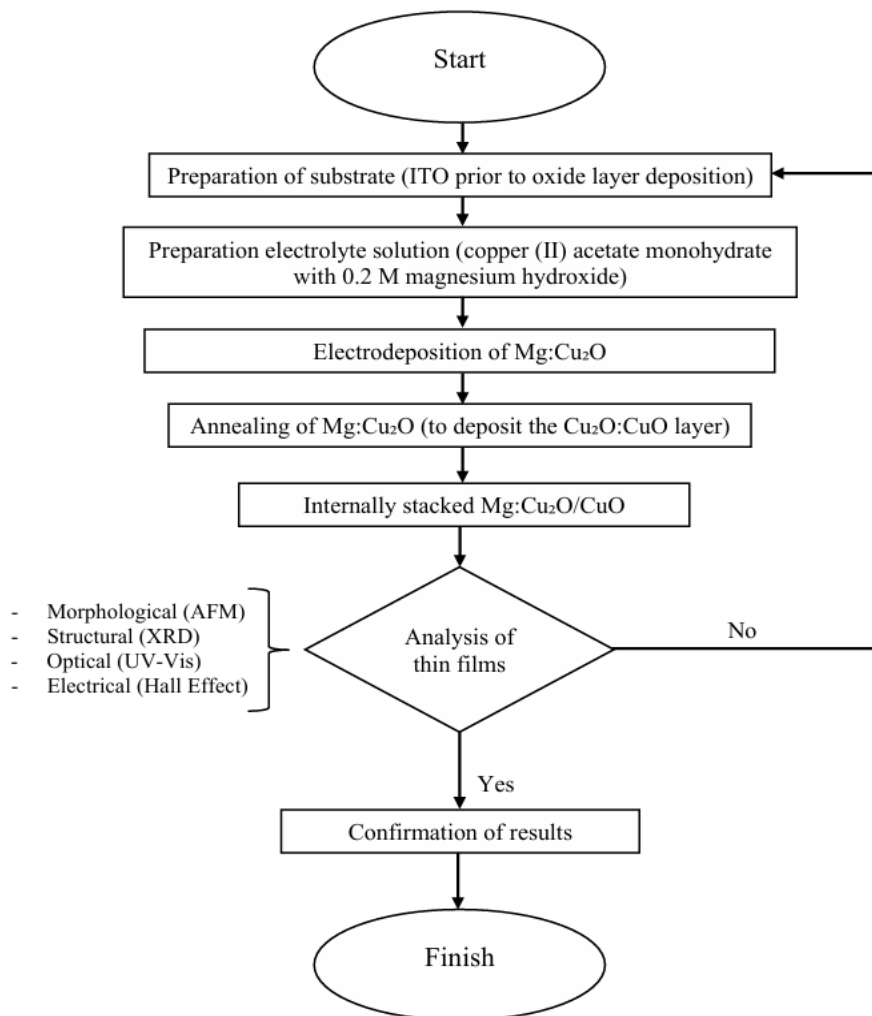 Start
Preparation of substrate (ITO prior to oxide layer deposition)
Preparation electrolyte solution (copper (II) acetate monohydrate
with 0.2 M magnesium hydroxide)
Electrodeposition of Mg:Cu₂O
Annealing of Mg:Cu₂O (to deposit the Cu₂O:CuO layer)
Internally stacked Mg:Cu₂O/CuO
- Morphological (AFM)
- Structural (XRD)
- Optical (UV-Vis)
- Electrical (Hall Effect)
Analysis of
thin films
No
Yes
Confirmation of results
Finish